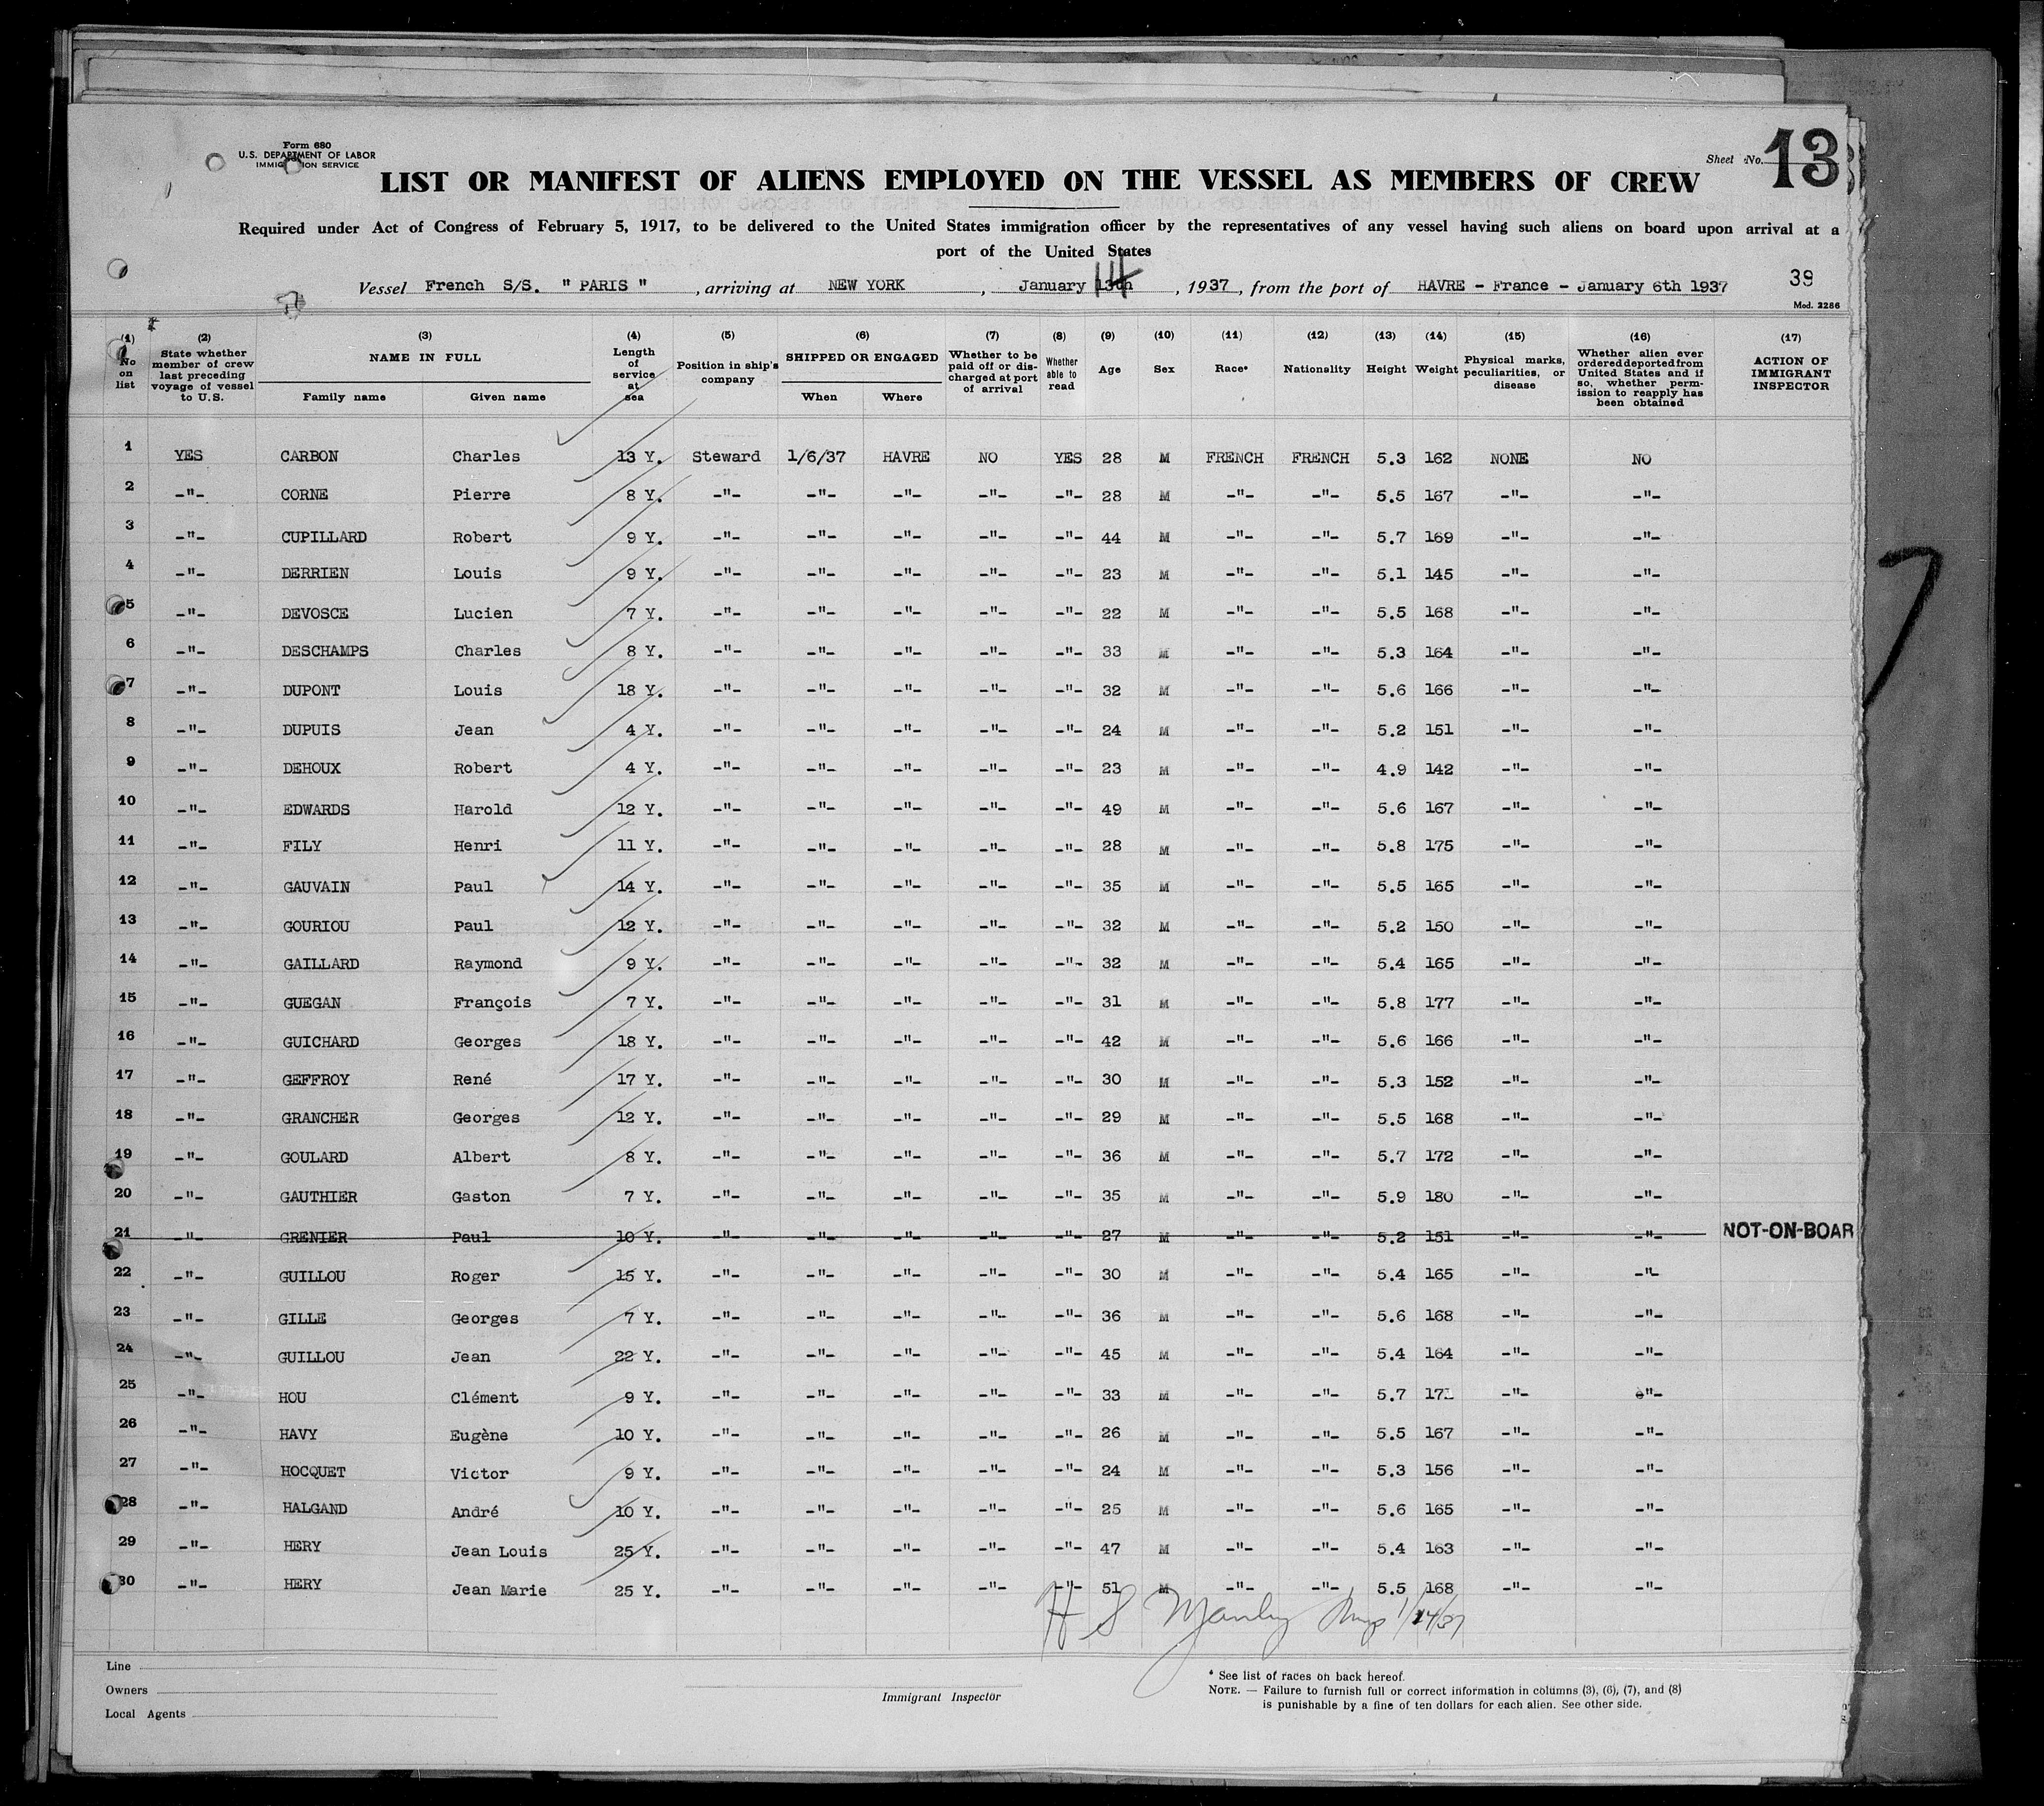 Form 680
U.S. DEPARTMENT OF LABOR
IMMIGRATION SERVICE
Sheet No. 13
LIST OR MANIFEST OF ALIENS EMPLOYED ON THE VESSEL AS MEMBERS OF CREW
Required under Act of Congress of February 5, 1917, to be delivered to the United States immigration officer by the representatives of any vessel having such aliens on board upon arrival at a
port of the United States
Vessel French S/S. " PARIS " , arriving at NEW YORK , January 13th 14 , 1937, from the port of HAVRE - France - January 6th 1937
39
Mod. 2286
(1) No on list (2) State whether member of crew last preceding voyage of vessel to U.S. (3) NAME IN FULL Family name Given name (4) Length of service at sea (5) Position in ship's company (6) SHIPPED OR ENGAGED When Where (7) Whether to be paid off or discharged at port of arrival (8) Whether able to read (9) Age (10) Sex (11) Race* (12) Nationality (13) Height (14) Weight (15) Physical marks, peculiarities, or disease (16) Whether alien ever ordered deported from United States and if so, whether permission to reapply has been obtained (17) ACTION OF IMMIGRANT INSPECTOR
1 YES CARBON Charles 13 Y. Steward 1/6/37 HAVRE NO YES 28 M FRENCH FRENCH 5.3 162 NONE NO
2 -"- CORNE Pierre 8 Y. -"- -"- -"- -"- -"- 28 M -"- -"- 5.5 167 -"- -"-
3 -"- CUPILLARD Robert 9 Y. -"- -"- -"- -"- -"- 44 M -"- -"- 5.7 169 -"- -"-
4 -"- DERRIEN Louis 9 Y. -"- -"- -"- -"- -"- 23 M -"- -"- 5.1 145 -"- -"-
5 -"- DEVOSCE Lucien 7 Y. -"- -"- -"- -"- -"- 22 M -"- -"- 5.5 168 -"- -"-
6 -"- DESCHAMPS Charles 8 Y. -"- -"- -"- -"- -"- 33 M -"- -"- 5.3 164 -"- -"-
7 -"- DUPONT Louis 18 Y. -"- -"- -"- -"- -"- 32 M -"- -"- 5.6 166 -"- -"-
8 -"- DUPUIS Jean 4 Y. -"- -"- -"- -"- -"- 24 M -"- -"- 5.2 151 -"- -"-
9 -"- DEHOUX Robert 4 Y. -"- -"- -"- -"- -"- 23 M -"- -"- 4.9 142 -"- -"-
10 -"- EDWARDS Harold 12 Y. -"- -"- -"- -"- -"- 49 M -"- -"- 5.6 167 -"- -"-
11 -"- FILY Henri 11 Y. -"- -"- -"- -"- -"- 28 M -"- -"- 5.8 175 -"- -"-
12 -"- GAUVAIN Paul 14 Y. -"- -"- -"- -"- -"- 35 M -"- -"- 5.5 165 -"- -"-
13 -"- GOURIOU Paul 12 Y. -"- -"- -"- -"- -"- 32 M -"- -"- 5.2 150 -"- -"-
14 -"- GAILLARD Raymond 9 Y. -"- -"- -"- -"- -"- 32 M -"- -"- 5.4 165 -"- -"-
15 -"- GUEGAN François 7 Y. -"- -"- -"- -"- -"- 31 M -"- -"- 5.8 177 -"- -"-
16 -"- GUICHARD Georges 18 Y. -"- -"- -"- -"- -"- 42 M -"- -"- 5.6 166 -"- -"-
17 -"- GEFFROY René 17 Y. -"- -"- -"- -"- -"- 30 M -"- -"- 5.3 152 -"- -"-
18 -"- GRANCHER Georges 12 Y. -"- -"- -"- -"- -"- 29 M -"- -"- 5.5 168 -"- -"-
19 -"- GOULARD Albert 8 Y. -"- -"- -"- -"- -"- 36 M -"- -"- 5.7 172 -"- -"-
20 -"- GAUTHIER Gaston 7 Y. -"- -"- -"- -"- -"- 35 M -"- -"- 5.9 180 -"- -"-
21 -"- GRENIER Paul 10 Y. -"- -"- -"- -"- -"- 27 M -"- -"- 5.2 151 -"- -"- NOT-ON-BOAR
22 -"- GUILLOU Roger 15 Y. -"- -"- -"- -"- -"- 30 M -"- -"- 5.4 165 -"- -"-
23 -"- GILLE Georges 7 Y. -"- -"- -"- -"- -"- 36 M -"- -"- 5.6 168 -"- -"-
24 -"- GUILLOU Jean 22 Y. -"- -"- -"- -"- -"- 45 M -"- -"- 5.4 164 -"- -"-
25 -"- HOU Clément 9 Y. -"- -"- -"- -"- -"- 33 M -"- -"- 5.7 171 -"- -"-
26 -"- HAVY Eugène 10 Y. -"- -"- -"- -"- -"- 26 M -"- -"- 5.5 167 -"- -"-
27 -"- HOCQUET Victor 9 Y. -"- -"- -"- -"- -"- 24 M -"- -"- 5.3 156 -"- -"-
28 -"- HALGAND André 10 Y. -"- -"- -"- -"- -"- 25 M -"- -"- 5.6 165 -"- -"-
29 -"- HERY Jean Louis 25 Y. -"- -"- -"- -"- -"- 47 M -"- -"- 5.4 163 -"- -"-
30 -"- HERY Jean Marie 25 Y. -"- -"- -"- -"- -"- 51 M -"- -"- 5.5 168 -"- -"-
H S Manley Insp 1/14/37
Line
Owners
Local Agents
Immigrant Inspector
* See list of races on back hereof.
NOTE. — Failure to furnish full or correct information in columns (3), (6), (7), and (8)
is punishable by a fine of ten dollars for each alien. See other side.
7